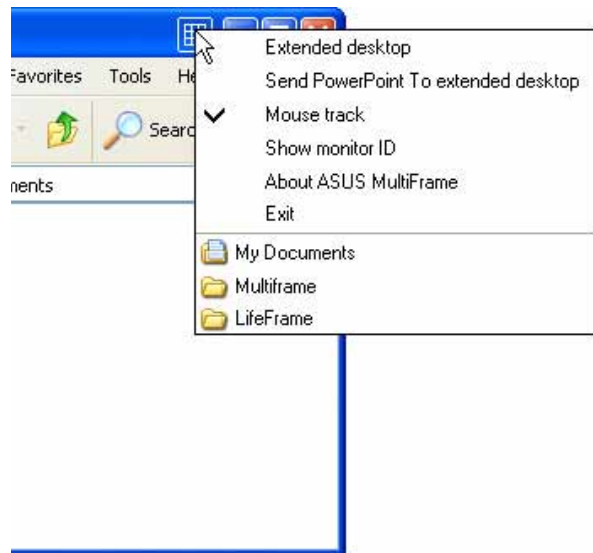 Extended desktop
Favorites Tools He
Send PowerPoint To extended desktop
Mouse track
Searc
Show monitor ID
ments
About ASUS MultiFrame
Exit
My Documents
Multiframe
LifeFrame